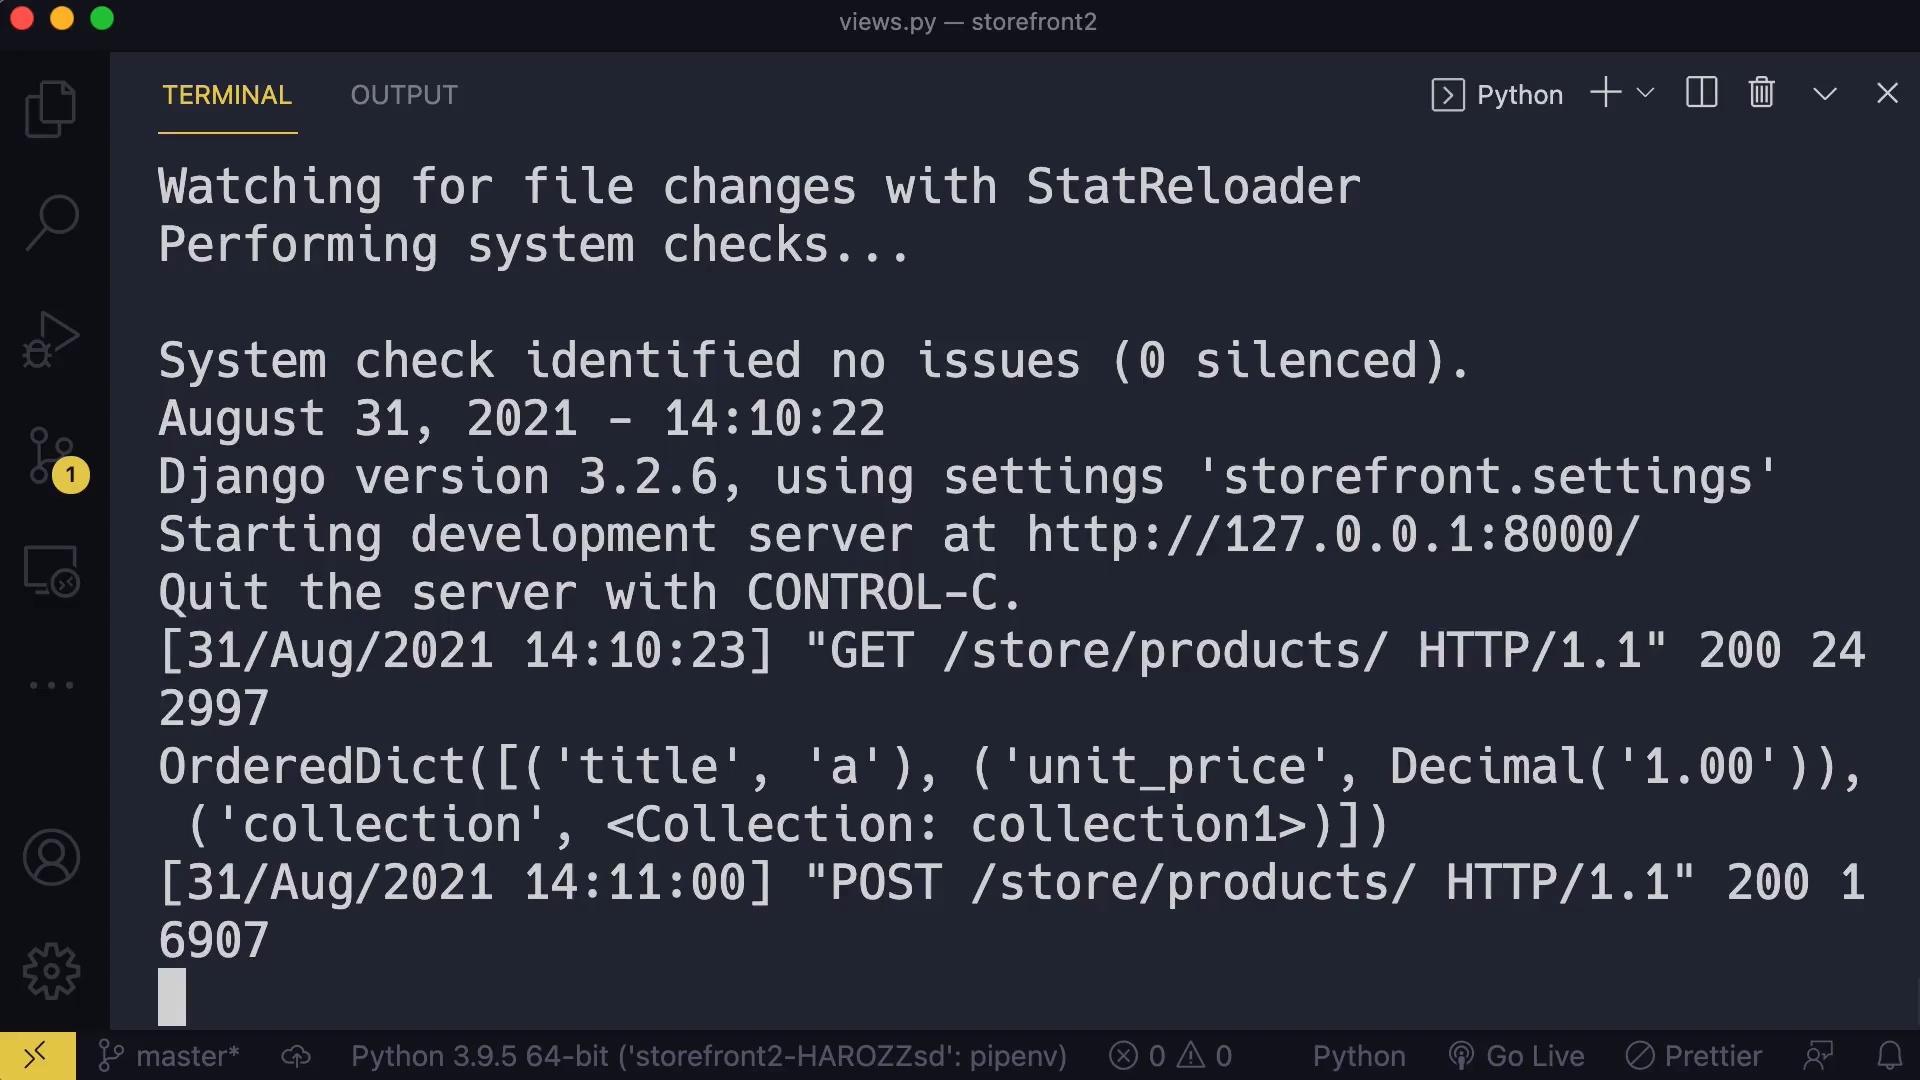 views.py — storefront2
TERMINAL OUTPUT Python
Watching for file changes with StatReloader
Performing system checks...
System check identified no issues (0 silenced).
August 31, 2021 - 14:10:22
Django version 3.2.6, using settings 'storefront.settings'
Starting development server at http://127.0.0.1:8000/
Quit the server with CONTROL-C.
[31/Aug/2021 14:10:23] "GET /store/products/ HTTP/1.1" 200 24
2997
OrderedDict([('title', 'a'), ('unit_price', Decimal('1.00')),
('collection', <Collection: collection1>)])
[31/Aug/2021 14:11:00] "POST /store/products/ HTTP/1.1" 200 1
6907
1
master* Python 3.9.5 64-bit ('storefront2-HAROZZsd': pipenv) 0 0 Python Go Live Prettier